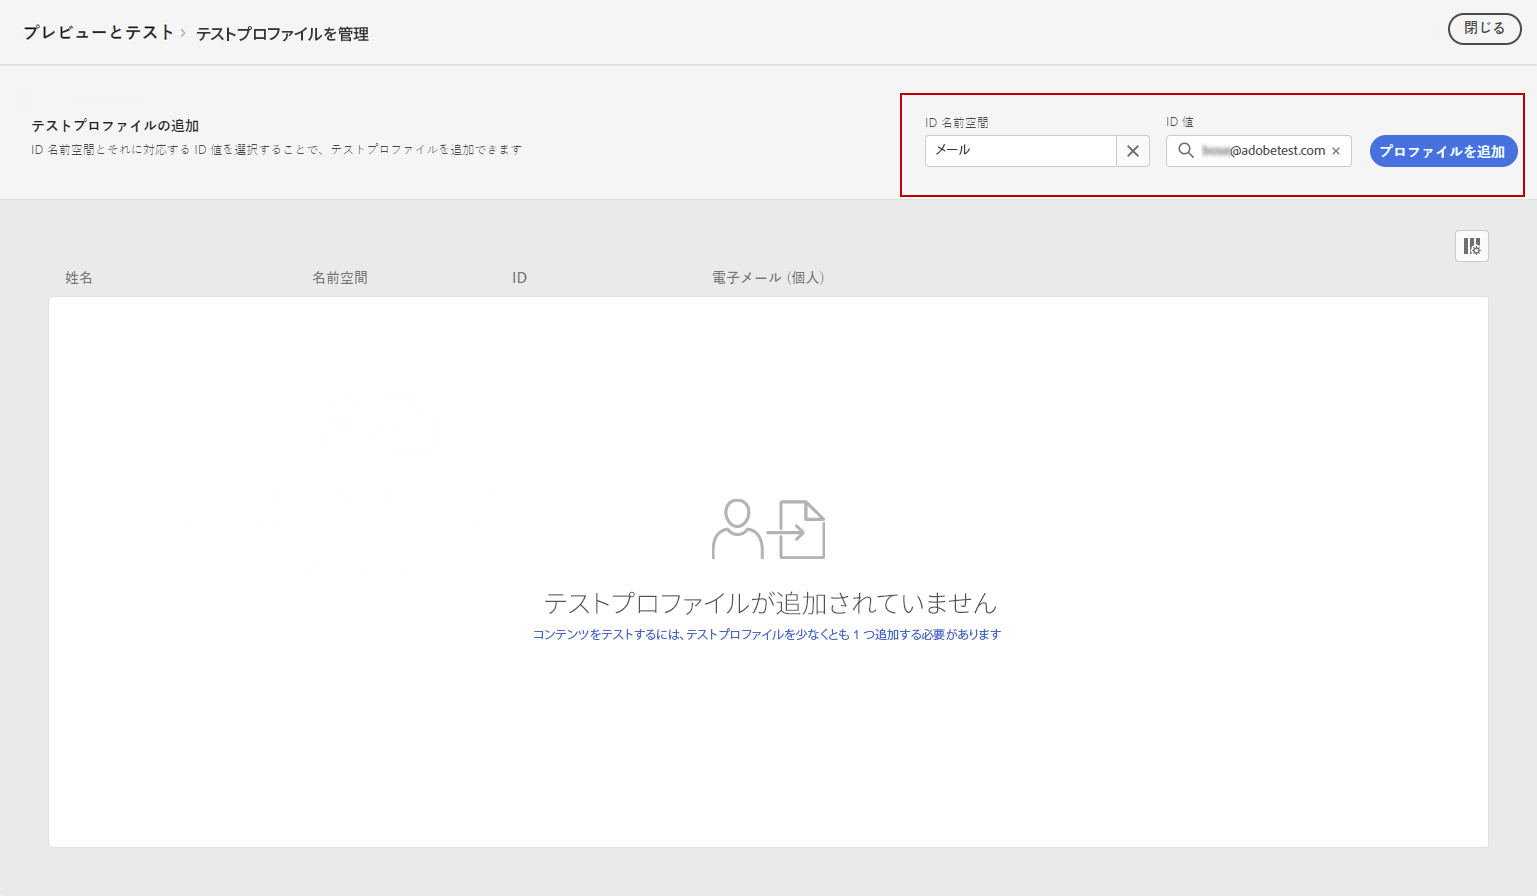 プレビューとテスト › テストプロファイルを管理
閉じる
テストプロファイルの追加
ID 名前空間とそれに対応する ID 値を選択することで、テストプロファイルを追加できます
ID 名前空間
メール
ID 値
@adobetest.com
プロファイルを追加
姓名
名前空間
ID
電子メール (個人)
テストプロファイルが追加されていません
コンテンツをテストするには、テストプロファイルを少なくとも 1 つ追加する必要があります